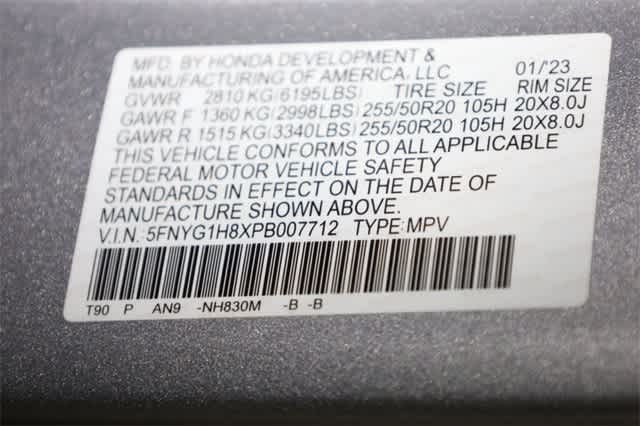 MFD. BY HONDA DEVELOPMENT &
MANUFACTURING OF AMERICA, LLC 01/'23
GVWR 2810 KG (6195LBS) TIRE SIZE RIM SIZE
GAWR F 1360 KG (2998LBS) 255/50R20 105H 20X8.0J
GAWR R 1515 KG (3340LBS) 255/50R20 105H 20X8.0J
THIS VEHICLE CONFORMS TO ALL APPLICABLE
FEDERAL MOTOR VEHICLE SAFETY
STANDARDS IN EFFECT ON THE DATE OF
MANUFACTURE SHOWN ABOVE.
V.I.N.: 5FNYG1H8XPB007712 TYPE: MPV
T90 P AN9 -NH830M -B -B